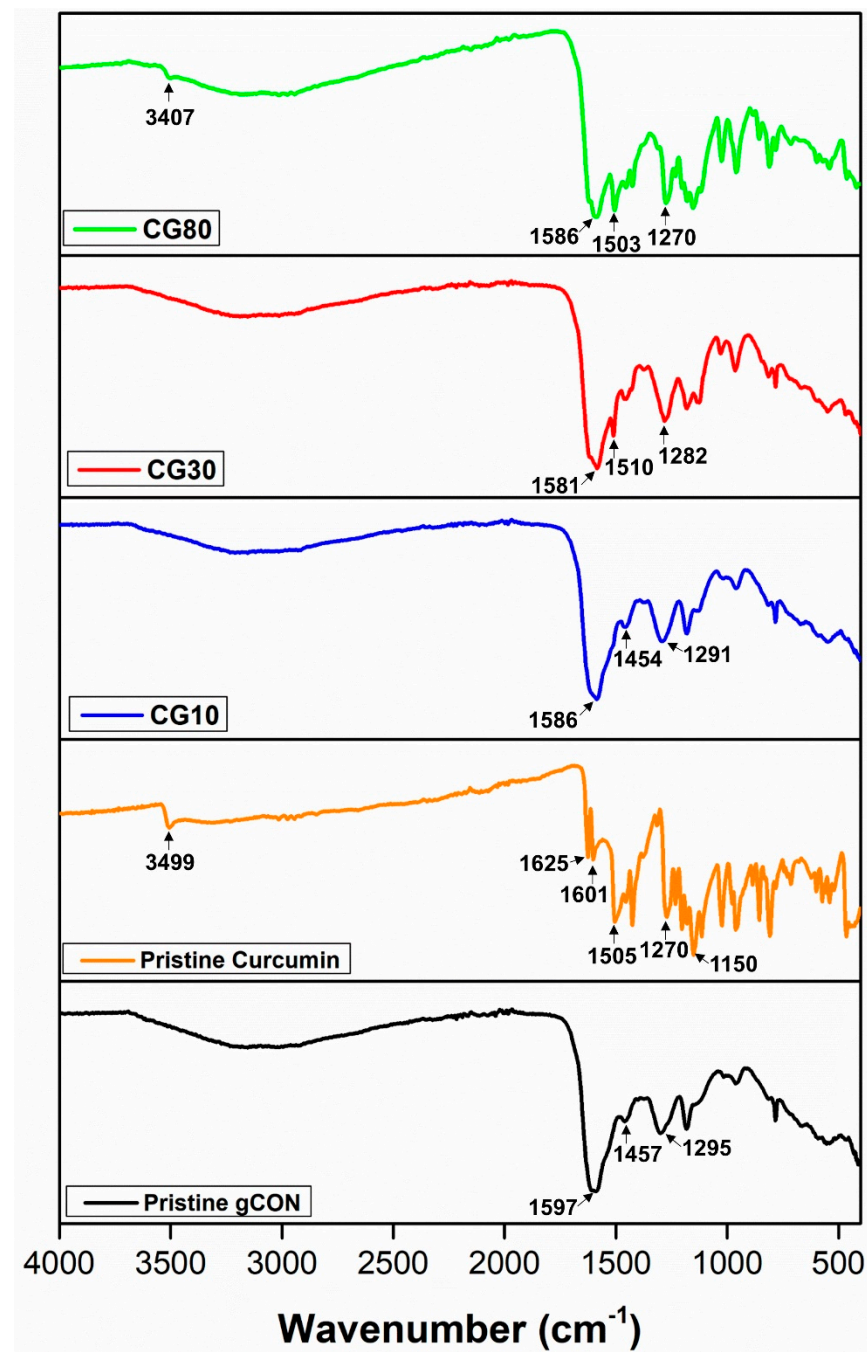 3407
1586
1503
1270
CG80
1581
1510
1282
CG30
1586
1454
1291
CG10
3499
1625
1601
1505
1270
1150
Pristine Curcumin
1597
1457
1295
Pristine gCON
4000 3500 3000 2500 2000 1500 1000 500
Wavenumber (cm⁻¹)